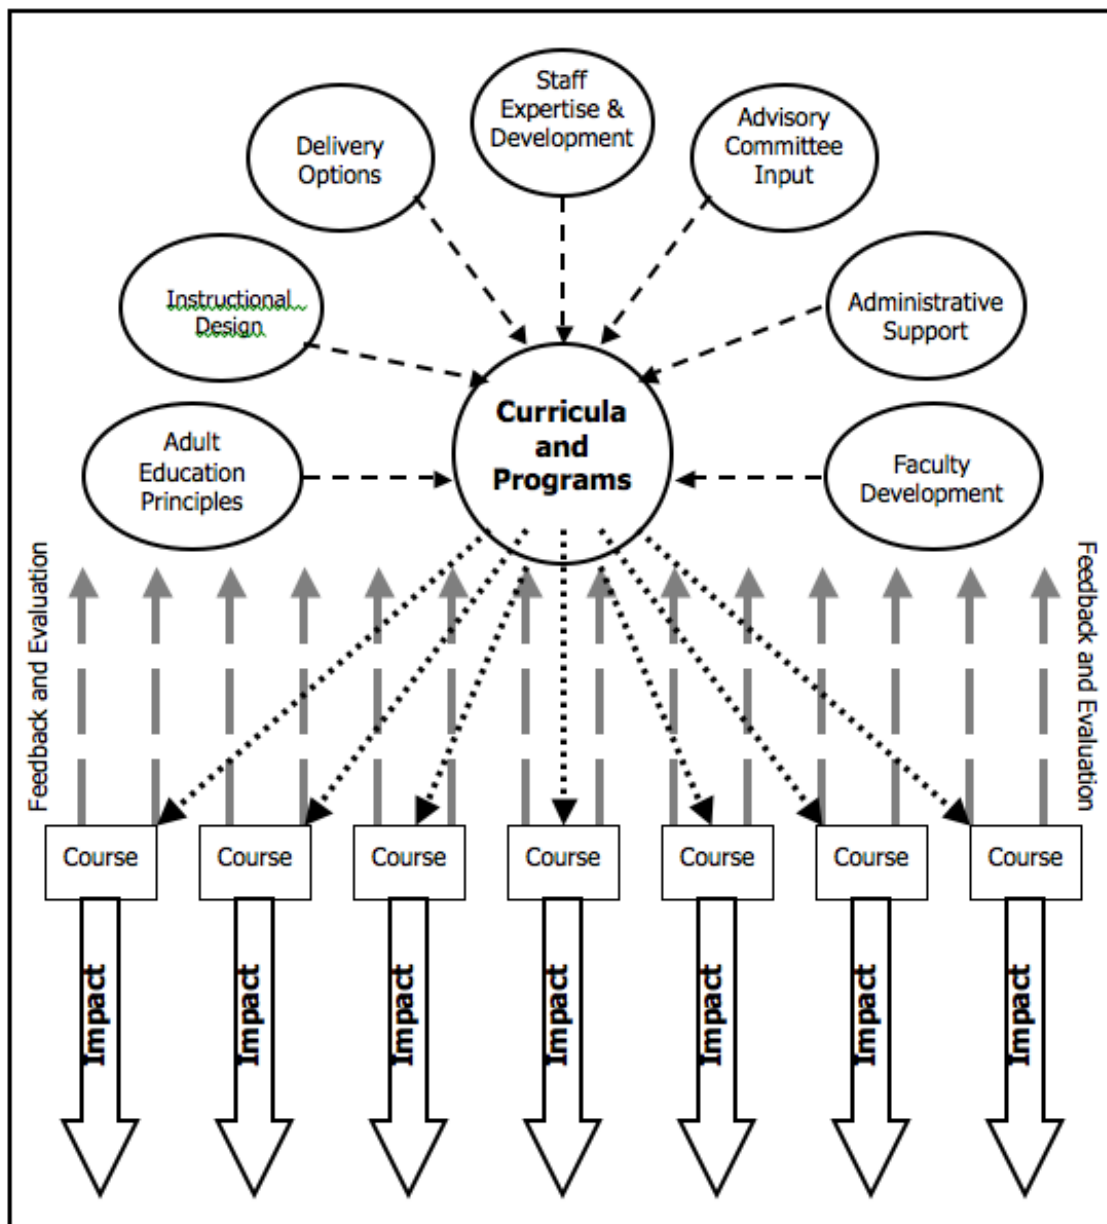 Staff
Expertise &
Development
Delivery
Options
Advisory
Committee
Input
Instructional
Design
Administrative
Support
Curricula
and
Programs
Adult
Education
Principles
Faculty
Development
Feedback and Evaluation
Feedback and Evaluation
Course
Course
Course
Course
Course
Course
Course
Impact
Impact
Impact
Impact
Impact
Impact
Impact